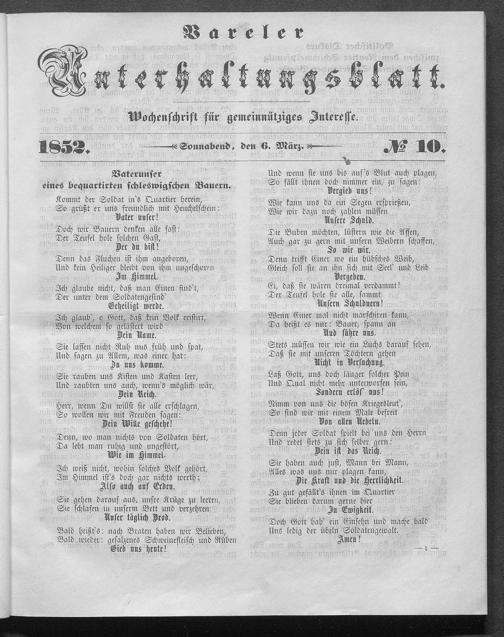 Vareler
Unterhaltungsblatt.
Wochenschrift für gemeinnütziges Interesse.
1852. Sonnabend, den 6. März. № 10.
Vaterunser
eines bequartirten schleswigschen Bauern.
Kommt der Soldat in's Quartier herein,
So grüßt er uns freundlich mit Heuchelschein:
Vater unser!
Doch wir Bauern denken alle fast:
Der Teufel hole solchen Gast,
Der du bist!
Denn das Fluchen ist ihm angeboren,
Und kein Heiliger bleibt von ihm ungeschoren
Im Himmel.
Ich glaube nicht, daß man Einen find't,
Der unter dem Soldatengesind'
Geheiligt werde.
Ich glaub', o Gott, daß kein Volk existirt,
Von welchem so gelästert wird
Dein Name.
Sie lassen nicht Ruh uns früh und spat,
Und sagen zu Allem, was einer hat:
Zu uns komme.
Sie rauben uns Kisten und Kasten leer,
Und raubten uns auch, wenn's möglich wär,
Dein Reich.
Herr, wenn Du willst sie alle erschlagen,
So wollen wir mit Freuden sagen:
Dein Wille geschehe!
Denn, wo man nichts von Soldaten hört,
Da lebt man ruhig und ungestört,
Wie im Himmel.
Ich weiß nicht, wohin solches Volk gehört,
Im Himmel ist's doch gar nichts werth;
Also auch auf Erden.
Sie gehen darauf aus, unsre Krüge zu leeren,
Sie schlafen in unserm Bett und verzehren
Unser täglich Brod.
Bald heißt's: nach Braten haben wir Belieben,
Bald wieder: gesalzenes Schweinefleisch und Rüben
Gieb uns heute!
Und wenn sie uns bis auf's Blut auch plagen,
So fällt ihnen doch nimmer ein, zu sagen:
Vergieb uns!
Wie kann uns da ein Segen ersprießen,
Wie wir dazu noch zahlen müssen
Unsere Schuld.
Die Buben möchten, lüstern wie die Affen,
Auch gar zu gern mit unsern Weibern schaffen,
So wie wir.
Denn trifft Einer wo ein hübsches Weib,
Gleich soll sie an ihn sich mit Seel' und Leib
Vergeben.
Ei, daß sie wären dreimal verdammt!
Der Teufel hole sie alle, sammt
Unsern Schuldnern!
Wenn Einer mal nicht marschiren kann,
Da heißt es nur: Bauer, spann an
Und führe uns.
Stets müssen wir wie ein Luchs darauf sehen,
Daß sie mit unseren Töchtern gehen
Nicht in Versuchung.
Laß Gott, uns doch länger solcher Pein
Und Qual nicht mehr unterworfen sein,
Sondern erlös' uns!
Nimm von uns die bösen Kriegesleut',
So sind wir mit einem Male befreit
Von allen Uebeln.
Denn jeder Soldat spielt bei uns den Herrn
Und redet stets zu sich selber gern:
Dein ist das Reich.
Sie haben auch just, Mann bei Mann,
Alles was uns nur plagen kann,
Die Kraft und die Herrlichkeit.
Zu gut gefällt's ihnen im Quartier
Sie blieben darum gerne hier
In Ewigkeit.
Doch Gott hab' ein Einsehn und mache bald
Uns ledig der übeln Soldatengewalt.
Amen!
—1—